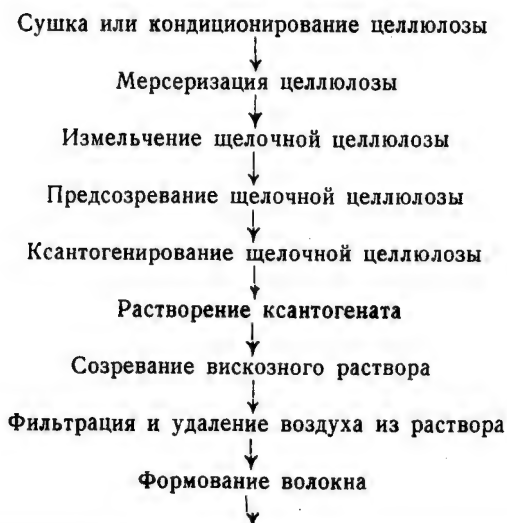 Сушка или кондиционирование целлюлозы
Мерсеризация целлюлозы
Измельчение щелочной целлюлозы
Предсозревание щелочной целлюлозы
Ксантогенирование щелочной целлюлозы
Растворение ксантогената
Созревание вискозного раствора
Фильтрация и удаление воздуха из раствора
Формование волокна